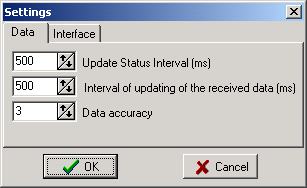 Settings
Data Interface
500 Update Status Interval (ms)
500 Interval of updating of the received data (ms)
3 Data accuracy
OK Cancel